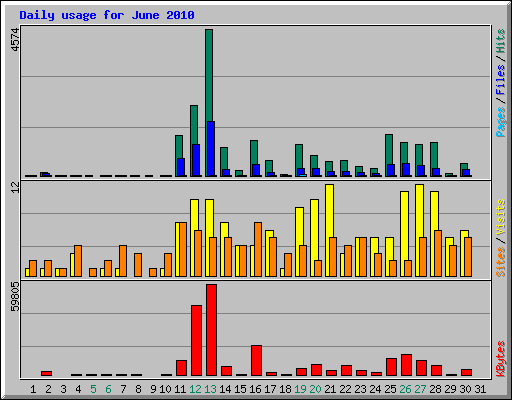 Daily usage for June 2010
4574
Pages / Files / Hits
12
Sites / Visits
59805
KBytes
1 2 3 4 5 6 7 8 9 10 11 12 13 14 15 16 17 18 19 20 21 22 23 24 25 26 27 28 29 30 31